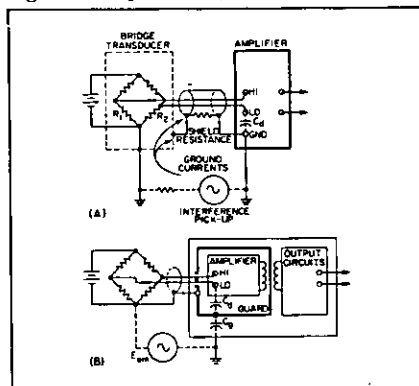 BRIDGE
TRANSDUCER
AMPLIFIER
HI
LO
Cd
GND
R1
R2
SHIELD
RESISTANCE
GROUND
CURRENTS
INTERFERENCE
PICK-UP
(A)
AMPLIFIER
HI
LO
OUTPUT
CIRCUITS
Cd
GUARD
Cg
(B)